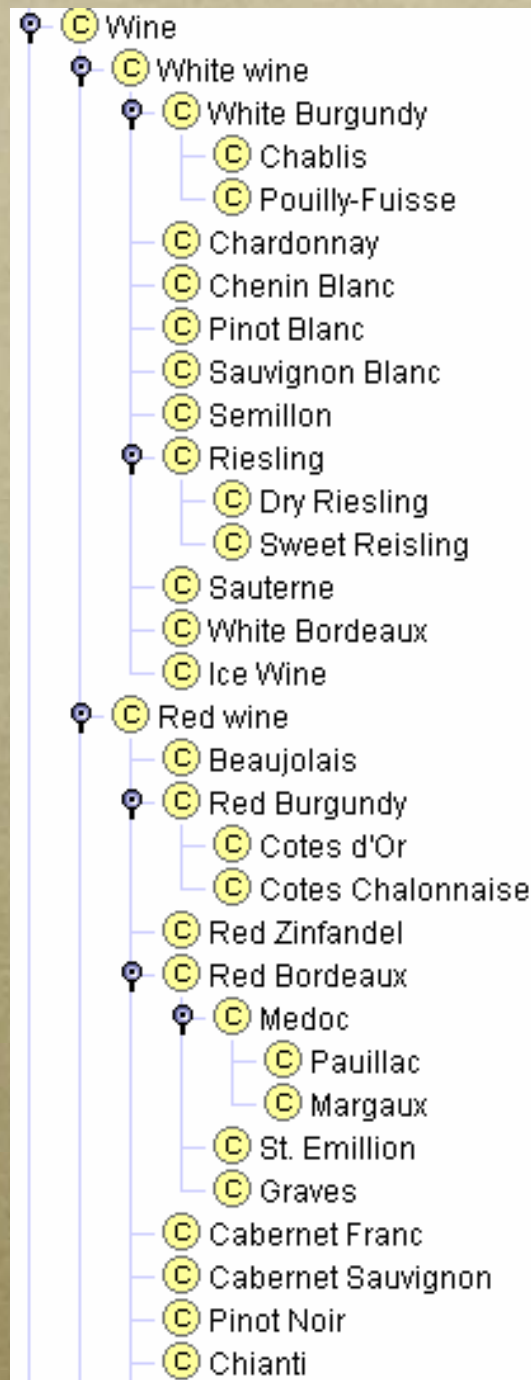 C Wine
C White wine
C White Burgundy
C Chablis
C Pouilly-Fuisse
C Chardonnay
C Chenin Blanc
C Pinot Blanc
C Sauvignon Blanc
C Semillon
C Riesling
C Dry Riesling
C Sweet Reisling
C Sauterne
C White Bordeaux
C Ice Wine
C Red wine
C Beaujolais
C Red Burgundy
C Cotes d'Or
C Cotes Chalonnaise
C Red Zinfandel
C Red Bordeaux
C Medoc
C Pauillac
C Margaux
C St. Emillion
C Graves
C Cabernet Franc
C Cabernet Sauvignon
C Pinot Noir
C Chianti